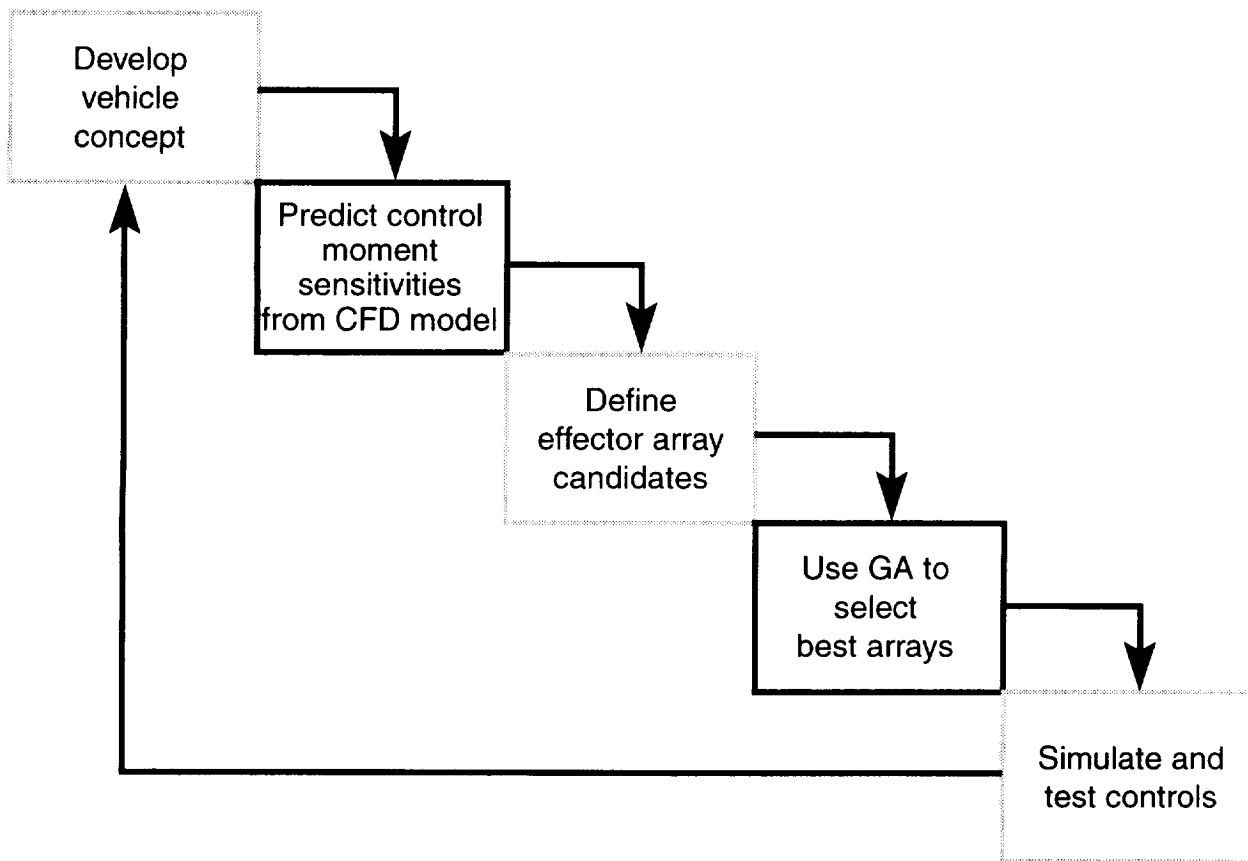 Develop
vehicle
concept
Predict control
moment
sensitivities
from CFD model
Define
effector array
candidates
Use GA to
select
best arrays
Simulate and
test controls